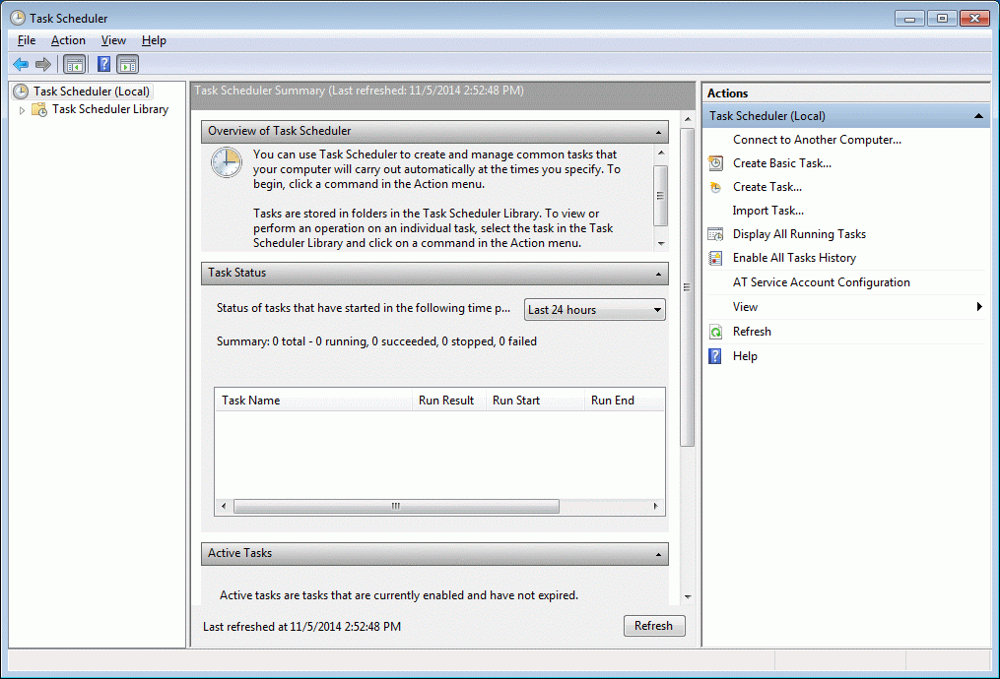 Task Scheduler
File Action View Help
Task Scheduler (Local)
Task Scheduler Library
Task Scheduler Summary (Last refreshed: 11/5/2014 2:52:48 PM)
Overview of Task Scheduler
You can use Task Scheduler to create and manage common tasks that
your computer will carry out automatically at the times you specify. To
begin, click a command in the Action menu.
Tasks are stored in folders in the Task Scheduler Library. To view or
perform an operation on an individual task, select the task in the Task
Scheduler Library and click on a command in the Action menu.
Task Status
Status of tasks that have started in the following time p... Last 24 hours
Summary: 0 total - 0 running, 0 succeeded, 0 stopped, 0 failed
Task Name Run Result Run Start Run End
Active Tasks
Active tasks are tasks that are currently enabled and have not expired.
Last refreshed at 11/5/2014 2:52:48 PM Refresh
Actions
Task Scheduler (Local)
Connect to Another Computer...
Create Basic Task...
Create Task...
Import Task...
Display All Running Tasks
Enable All Tasks History
AT Service Account Configuration
View
Refresh
Help